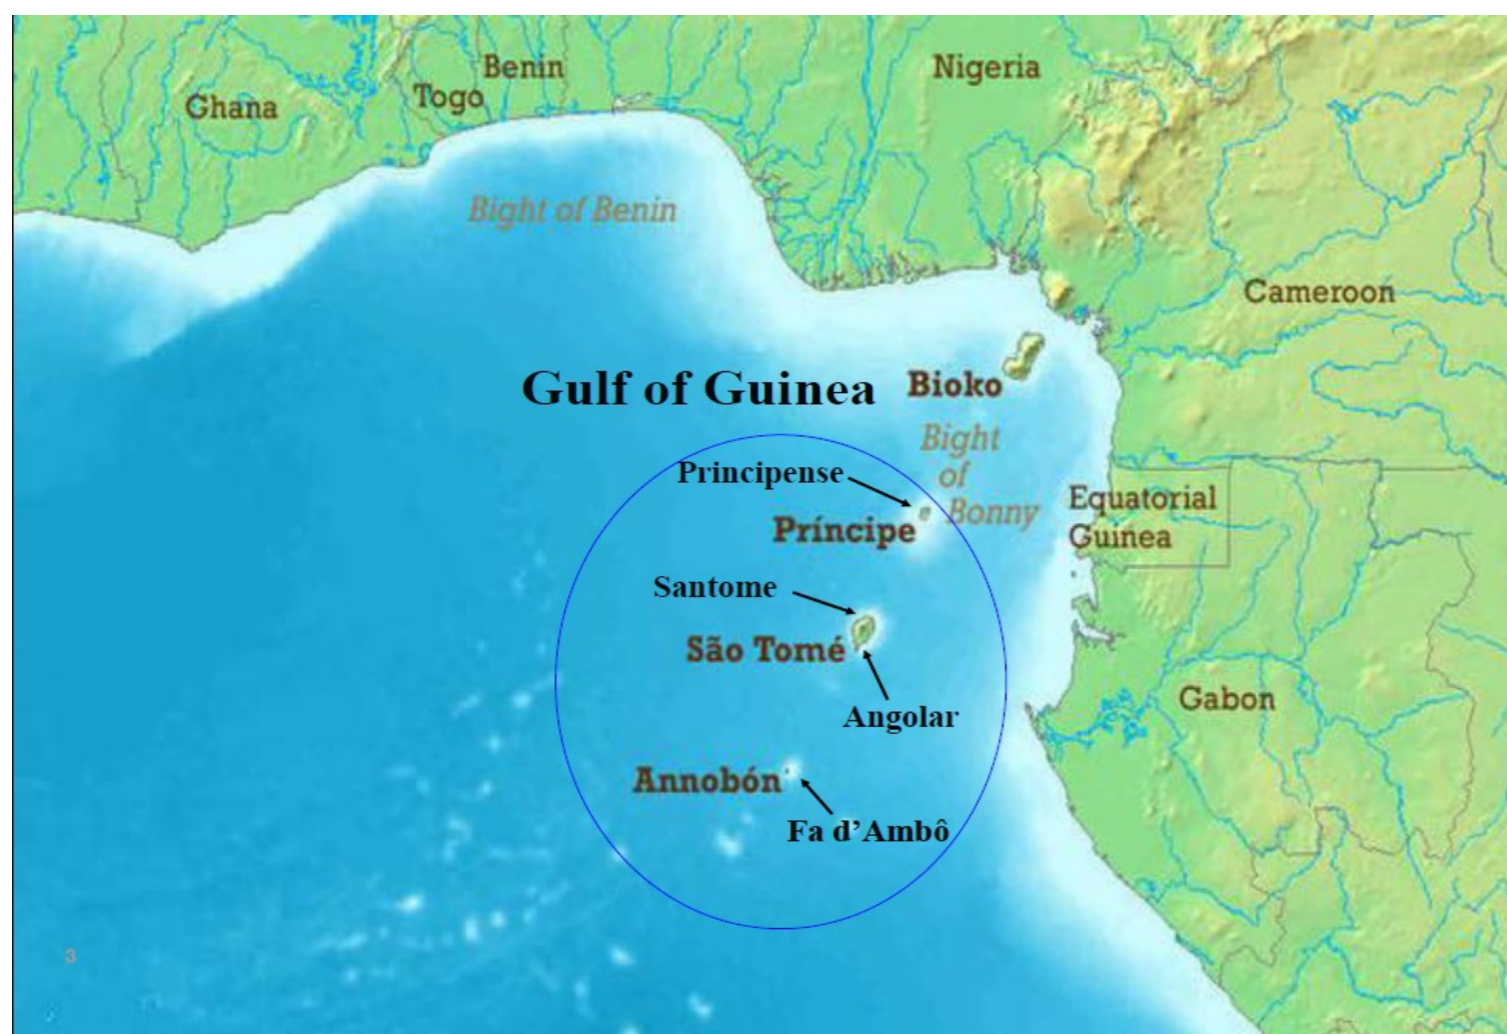 Benin
Nigeria
Togo
Ghana
Bight of Benin
Cameroon
Gulf of Guinea
Bioko
Bight
of
Bonny
Principense
Príncipe
Equatorial
Guinea
Santome
São Tomé
Gabon
Angolar
Annobón
Fa d’Ambô
3